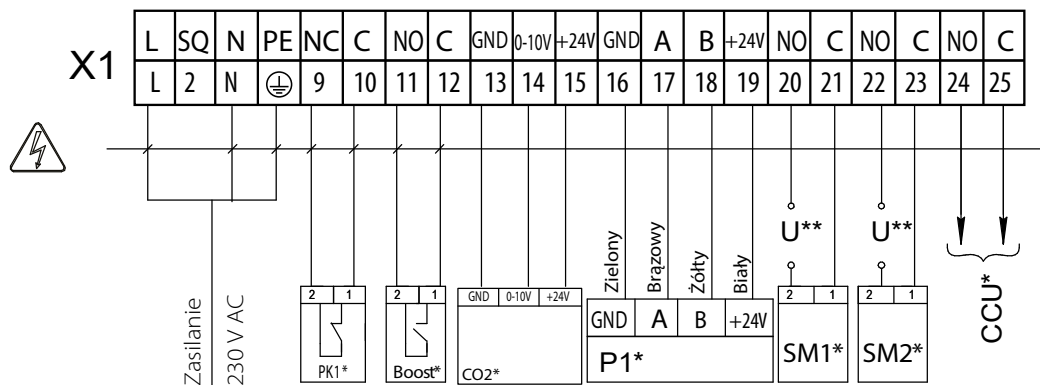 X1
L SQ N PE NC C NO C GND 0-10V +24V GND A B +24V NO C NO C NO C
L 2 N 9 10 11 12 13 14 15 16 17 18 19 20 21 22 23 24 25
Zasilanie
230 V AC
2 1
PK1*
2 1
Boost*
GND 0-10V +24V
CO2*
Zielony
Brązowy
Żółty
Biały
GND A B +24V
P1*
U**
2 1
SM1*
U**
2 1
SM2*
CCU*